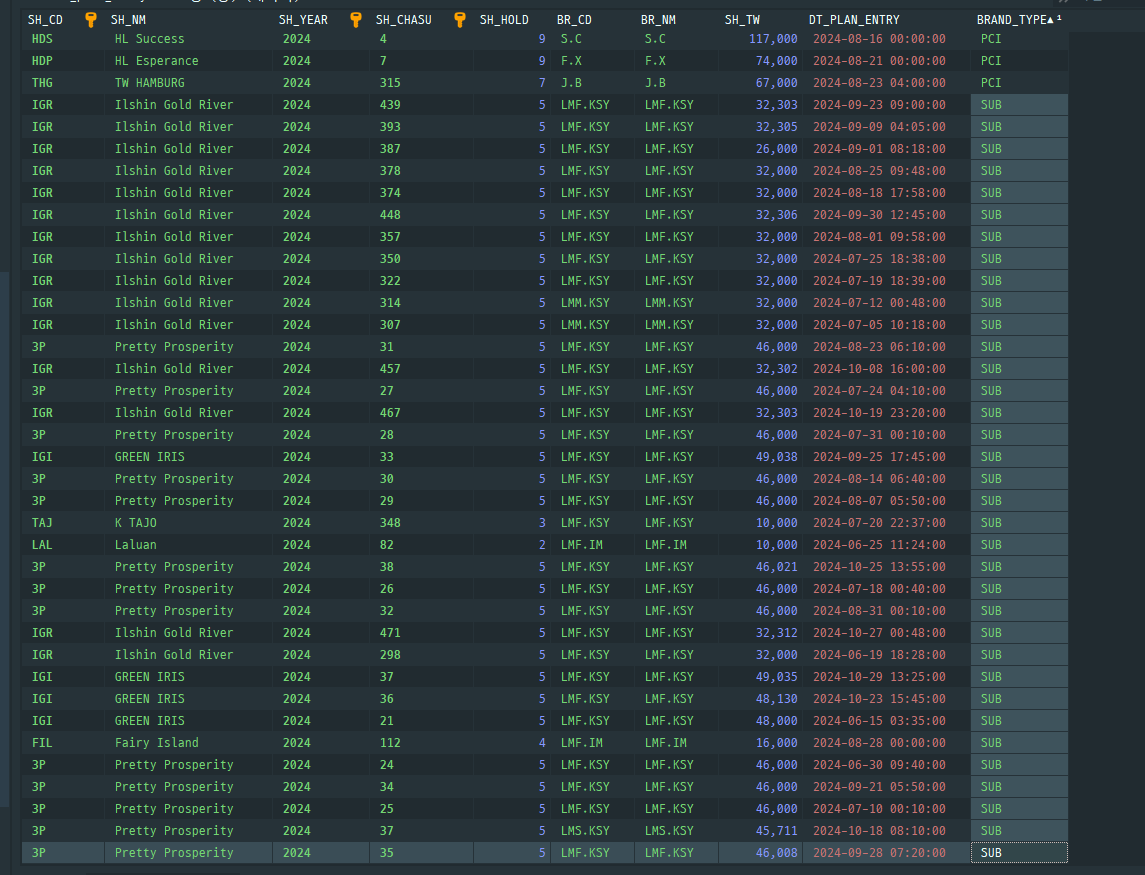 SH_CD SH_NM SH_YEAR SH_CHASU SH_HOLD BR_CD BR_NM SH_TW DT_PLAN_ENTRY BRAND_TYPE▲1
HDS HL Success 2024 4 9 S.C S.C 117,000 2024-08-16 00:00:00 PCI
HDP HL Esperance 2024 7 9 F.X F.X 74,000 2024-08-21 00:00:00 PCI
THG TW HAMBURG 2024 315 7 J.B J.B 67,000 2024-08-23 04:00:00 PCI
IGR Ilshin Gold River 2024 439 5 LMF.KSY LMF.KSY 32,303 2024-09-23 09:00:00 SUB
IGR Ilshin Gold River 2024 393 5 LMF.KSY LMF.KSY 32,305 2024-09-09 04:05:00 SUB
IGR Ilshin Gold River 2024 387 5 LMF.KSY LMF.KSY 26,000 2024-09-01 08:18:00 SUB
IGR Ilshin Gold River 2024 378 5 LMF.KSY LMF.KSY 32,000 2024-08-25 09:48:00 SUB
IGR Ilshin Gold River 2024 374 5 LMF.KSY LMF.KSY 32,000 2024-08-18 17:58:00 SUB
IGR Ilshin Gold River 2024 448 5 LMF.KSY LMF.KSY 32,306 2024-09-30 12:45:00 SUB
IGR Ilshin Gold River 2024 357 5 LMF.KSY LMF.KSY 32,000 2024-08-01 09:58:00 SUB
IGR Ilshin Gold River 2024 350 5 LMF.KSY LMF.KSY 32,000 2024-07-25 18:38:00 SUB
IGR Ilshin Gold River 2024 322 5 LMF.KSY LMF.KSY 32,000 2024-07-19 18:39:00 SUB
IGR Ilshin Gold River 2024 314 5 LMM.KSY LMM.KSY 32,000 2024-07-12 00:48:00 SUB
IGR Ilshin Gold River 2024 307 5 LMM.KSY LMM.KSY 32,000 2024-07-05 10:18:00 SUB
3P Pretty Prosperity 2024 31 5 LMF.KSY LMF.KSY 46,000 2024-08-23 06:10:00 SUB
IGR Ilshin Gold River 2024 457 5 LMF.KSY LMF.KSY 32,302 2024-10-08 16:00:00 SUB
3P Pretty Prosperity 2024 27 5 LMF.KSY LMF.KSY 46,000 2024-07-24 04:10:00 SUB
IGR Ilshin Gold River 2024 467 5 LMF.KSY LMF.KSY 32,303 2024-10-19 23:20:00 SUB
3P Pretty Prosperity 2024 28 5 LMF.KSY LMF.KSY 46,000 2024-07-31 00:10:00 SUB
IGI GREEN IRIS 2024 33 5 LMF.KSY LMF.KSY 49,038 2024-09-25 17:45:00 SUB
3P Pretty Prosperity 2024 30 5 LMF.KSY LMF.KSY 46,000 2024-08-14 06:40:00 SUB
3P Pretty Prosperity 2024 29 5 LMF.KSY LMF.KSY 46,000 2024-08-07 05:50:00 SUB
TAJ K TAJO 2024 348 3 LMF.KSY LMF.KSY 10,000 2024-07-20 22:37:00 SUB
LAL Laluan 2024 82 2 LMF.IM LMF.IM 10,000 2024-06-25 11:24:00 SUB
3P Pretty Prosperity 2024 38 5 LMF.KSY LMF.KSY 46,021 2024-10-25 13:55:00 SUB
3P Pretty Prosperity 2024 26 5 LMF.KSY LMF.KSY 46,000 2024-07-18 00:40:00 SUB
3P Pretty Prosperity 2024 32 5 LMF.KSY LMF.KSY 46,000 2024-08-31 00:10:00 SUB
IGR Ilshin Gold River 2024 471 5 LMF.KSY LMF.KSY 32,312 2024-10-27 00:48:00 SUB
IGR Ilshin Gold River 2024 298 5 LMF.KSY LMF.KSY 32,000 2024-06-19 18:28:00 SUB
IGI GREEN IRIS 2024 37 5 LMF.KSY LMF.KSY 49,035 2024-10-29 13:25:00 SUB
IGI GREEN IRIS 2024 36 5 LMF.KSY LMF.KSY 48,130 2024-10-23 15:45:00 SUB
IGI GREEN IRIS 2024 21 5 LMF.KSY LMF.KSY 48,000 2024-06-15 03:35:00 SUB
FIL Fairy Island 2024 112 4 LMF.IM LMF.IM 16,000 2024-08-28 00:00:00 SUB
3P Pretty Prosperity 2024 24 5 LMF.KSY LMF.KSY 46,000 2024-06-30 09:40:00 SUB
3P Pretty Prosperity 2024 34 5 LMF.KSY LMF.KSY 46,000 2024-09-21 05:50:00 SUB
3P Pretty Prosperity 2024 25 5 LMF.KSY LMF.KSY 46,000 2024-07-10 00:10:00 SUB
3P Pretty Prosperity 2024 37 5 LMS.KSY LMS.KSY 45,711 2024-10-18 08:10:00 SUB
3P Pretty Prosperity 2024 35 5 LMF.KSY LMF.KSY 46,008 2024-09-28 07:20:00 SUB